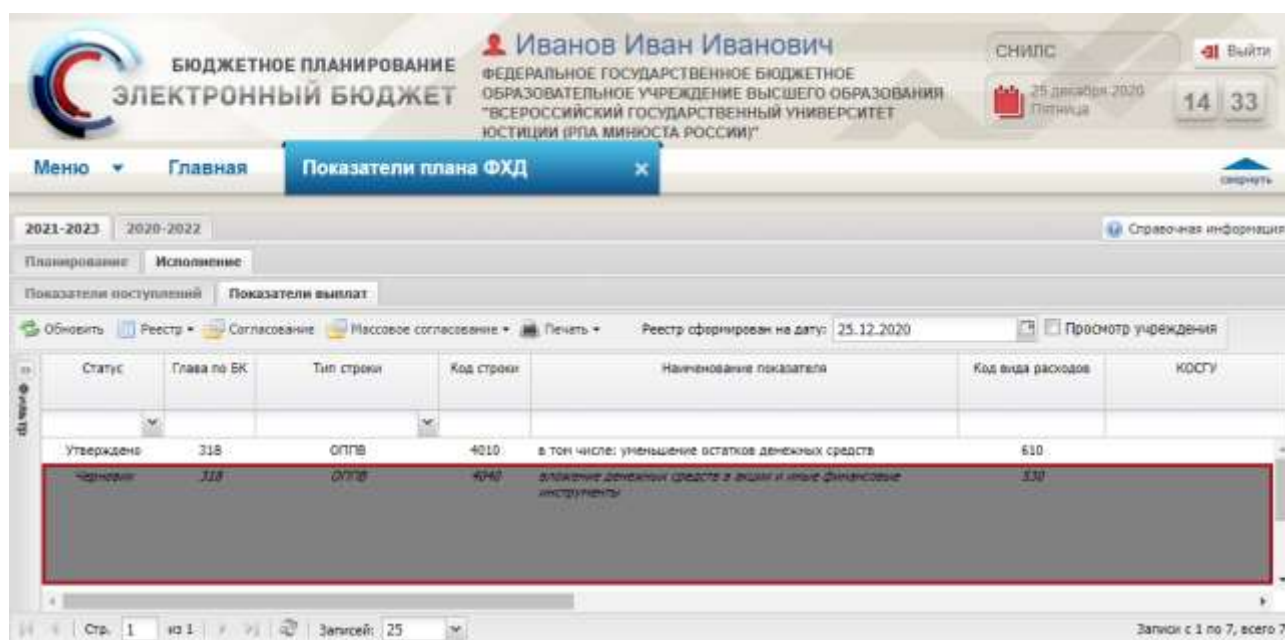 БЮДЖЕТНОЕ ПЛАНИРОВАНИЕ
ЭЛЕКТРОННЫЙ БЮДЖЕТ
Иванов Иван Иванович
ФЕДЕРАЛЬНОЕ ГОСУДАРСТВЕННОЕ БЮДЖЕТНОЕ
ОБРАЗОВАТЕЛЬНОЕ УЧРЕЖДЕНИЕ ВЫСШЕГО ОБРАЗОВАНИЯ
"ВСЕРОССИЙСКИЙ ГОСУДАРСТВЕННЫЙ УНИВЕРСИТЕТ
ЮСТИЦИИ (РПА МИНЮСТА РОССИИ)"
СНИЛС
Выйти
25 декабря 2020
Пятница
14 33
Меню Главная Показатели плана ФХД
свернуть
2021-2023 2020-2022 Справочная информация
Планирование Исполнение
Показатели поступлений Показатели выплат
Обновить Реестр Согласование Массовое согласование Печать Реестр сформирован на дату: 25.12.2020 Просмотр учреждения
Фильтр
Статус Глава по БК Тип строки Код строки Наименование показателя Код вида расходов КОСГУ
Утверждено 318 ОППВ 4010 в том числе: уменьшение остатков денежных средств 610
Черновик 318 ОППВ 4040 вложение денежных средств в акции и иные финансовые
инструменты 530
Стр. 1 из 1 Записей: 25 Записи с 1 по 7, всего 7